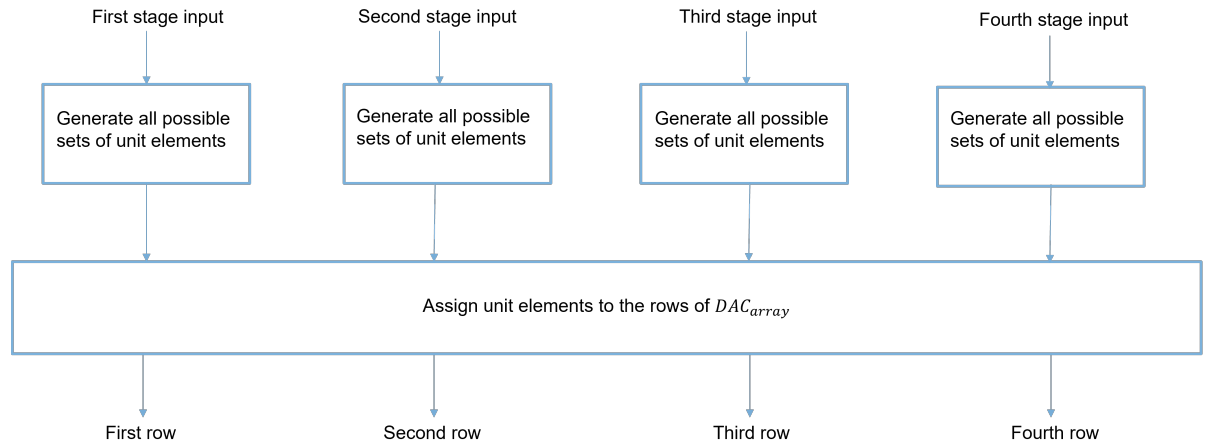 First stage input
Second stage input
Third stage input
Fourth stage input
Generate all possible
sets of unit elements
Generate all possible
sets of unit elements
Generate all possible
sets of unit elements
Generate all possible
sets of unit elements
Assign unit elements to the rows of DAC_array
First row
Second row
Third row
Fourth row